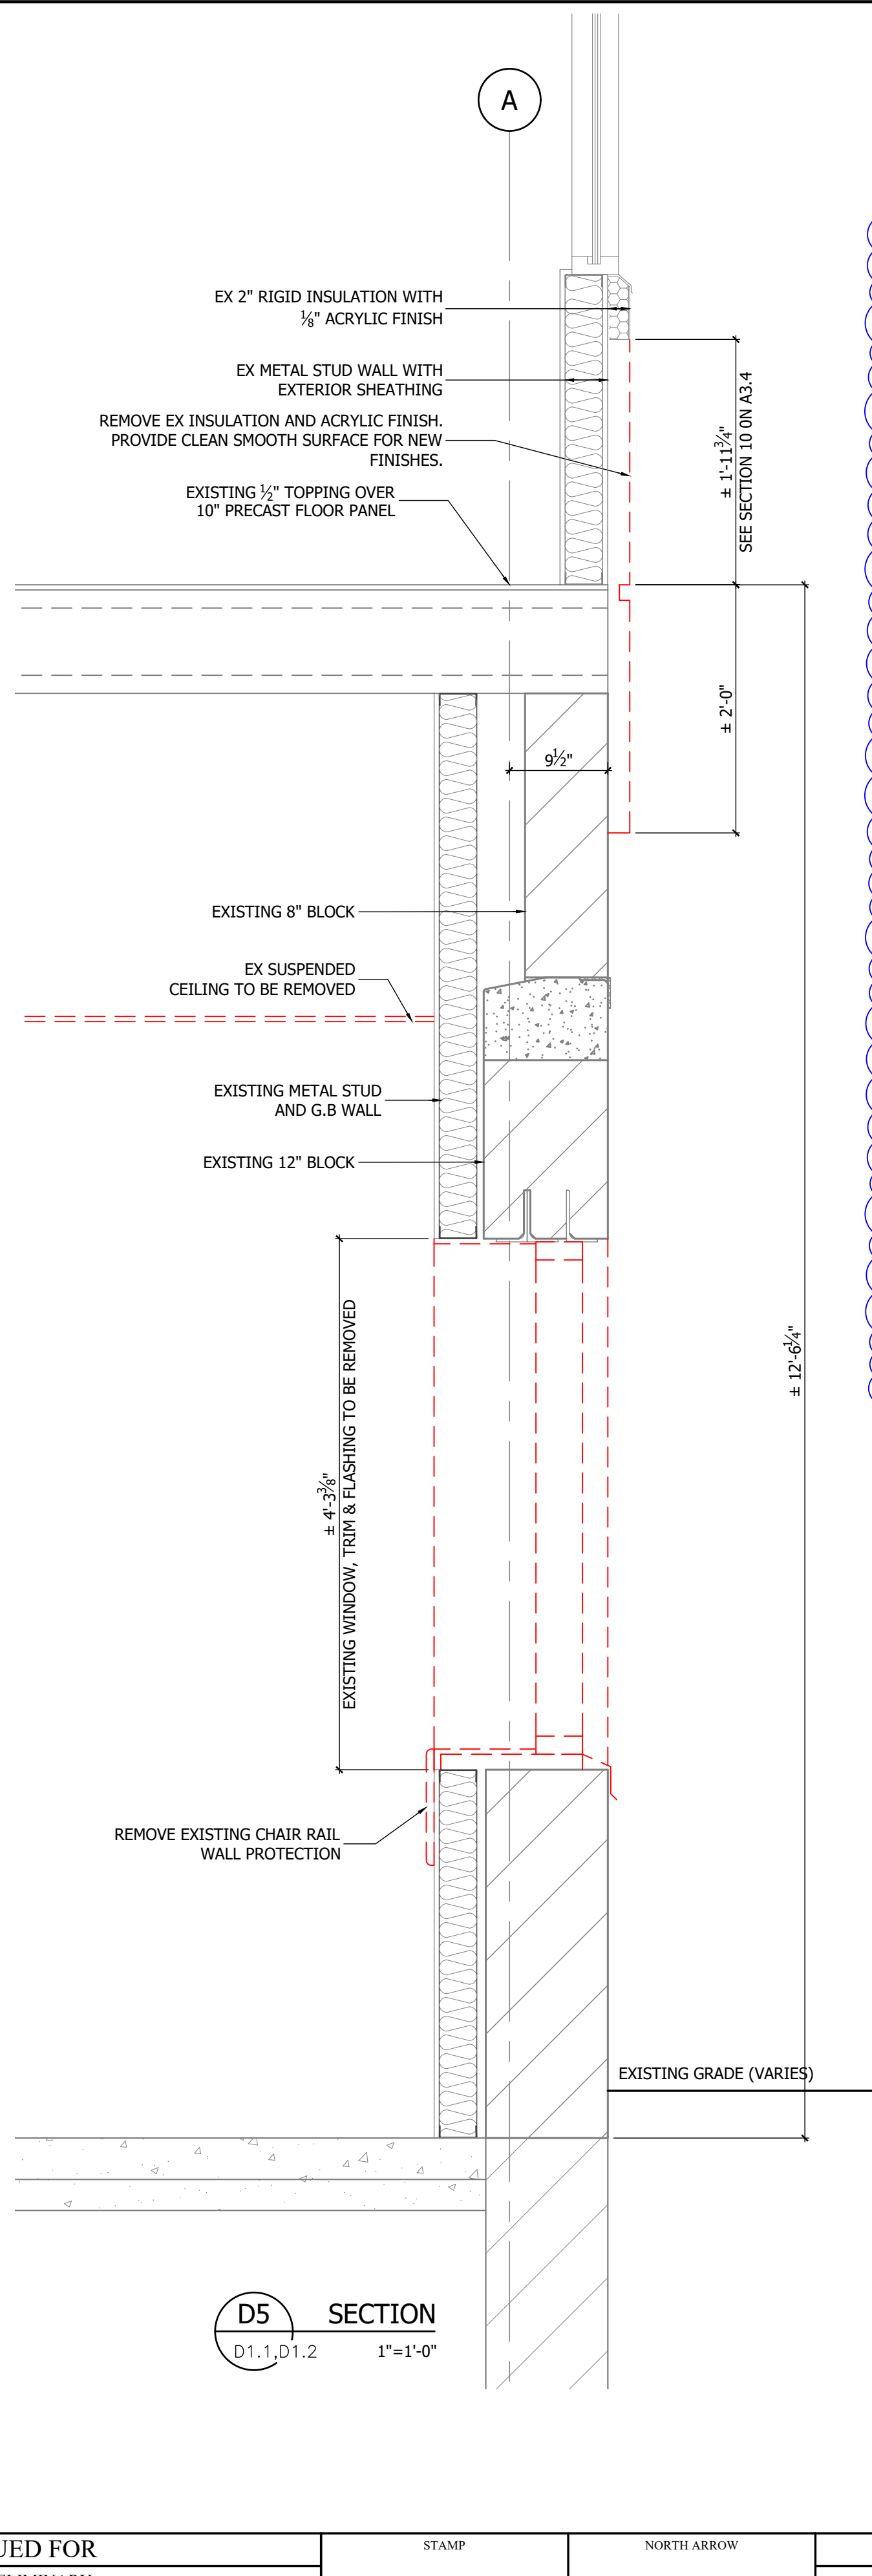 A
EX 2" RIGID INSULATION WITH
⅛" ACRYLIC FINISH
EX METAL STUD WALL WITH
EXTERIOR SHEATHING
REMOVE EX INSULATION AND ACRYLIC FINISH.
PROVIDE CLEAN SMOOTH SURFACE FOR NEW
FINISHES.
± 1'-11¾"
SEE SECTION 10 0N A3.4
EXISTING ½" TOPPING OVER
10" PRECAST FLOOR PANEL
± 2'-0"
9½"
EXISTING 8" BLOCK
EX SUSPENDED
CEILING TO BE REMOVED
EXISTING METAL STUD
AND G.B WALL
EXISTING 12" BLOCK
± 12'-6¼"
± 4'-3⅜"
EXISTING WINDOW, TRIM & FLASHING TO BE REMOVED
REMOVE EXISTING CHAIR RAIL
WALL PROTECTION
EXISTING GRADE (VARIES)
D5 SECTION
D1.1,D1.2 1"=1'-0"
UED FOR
STAMP
NORTH ARROW